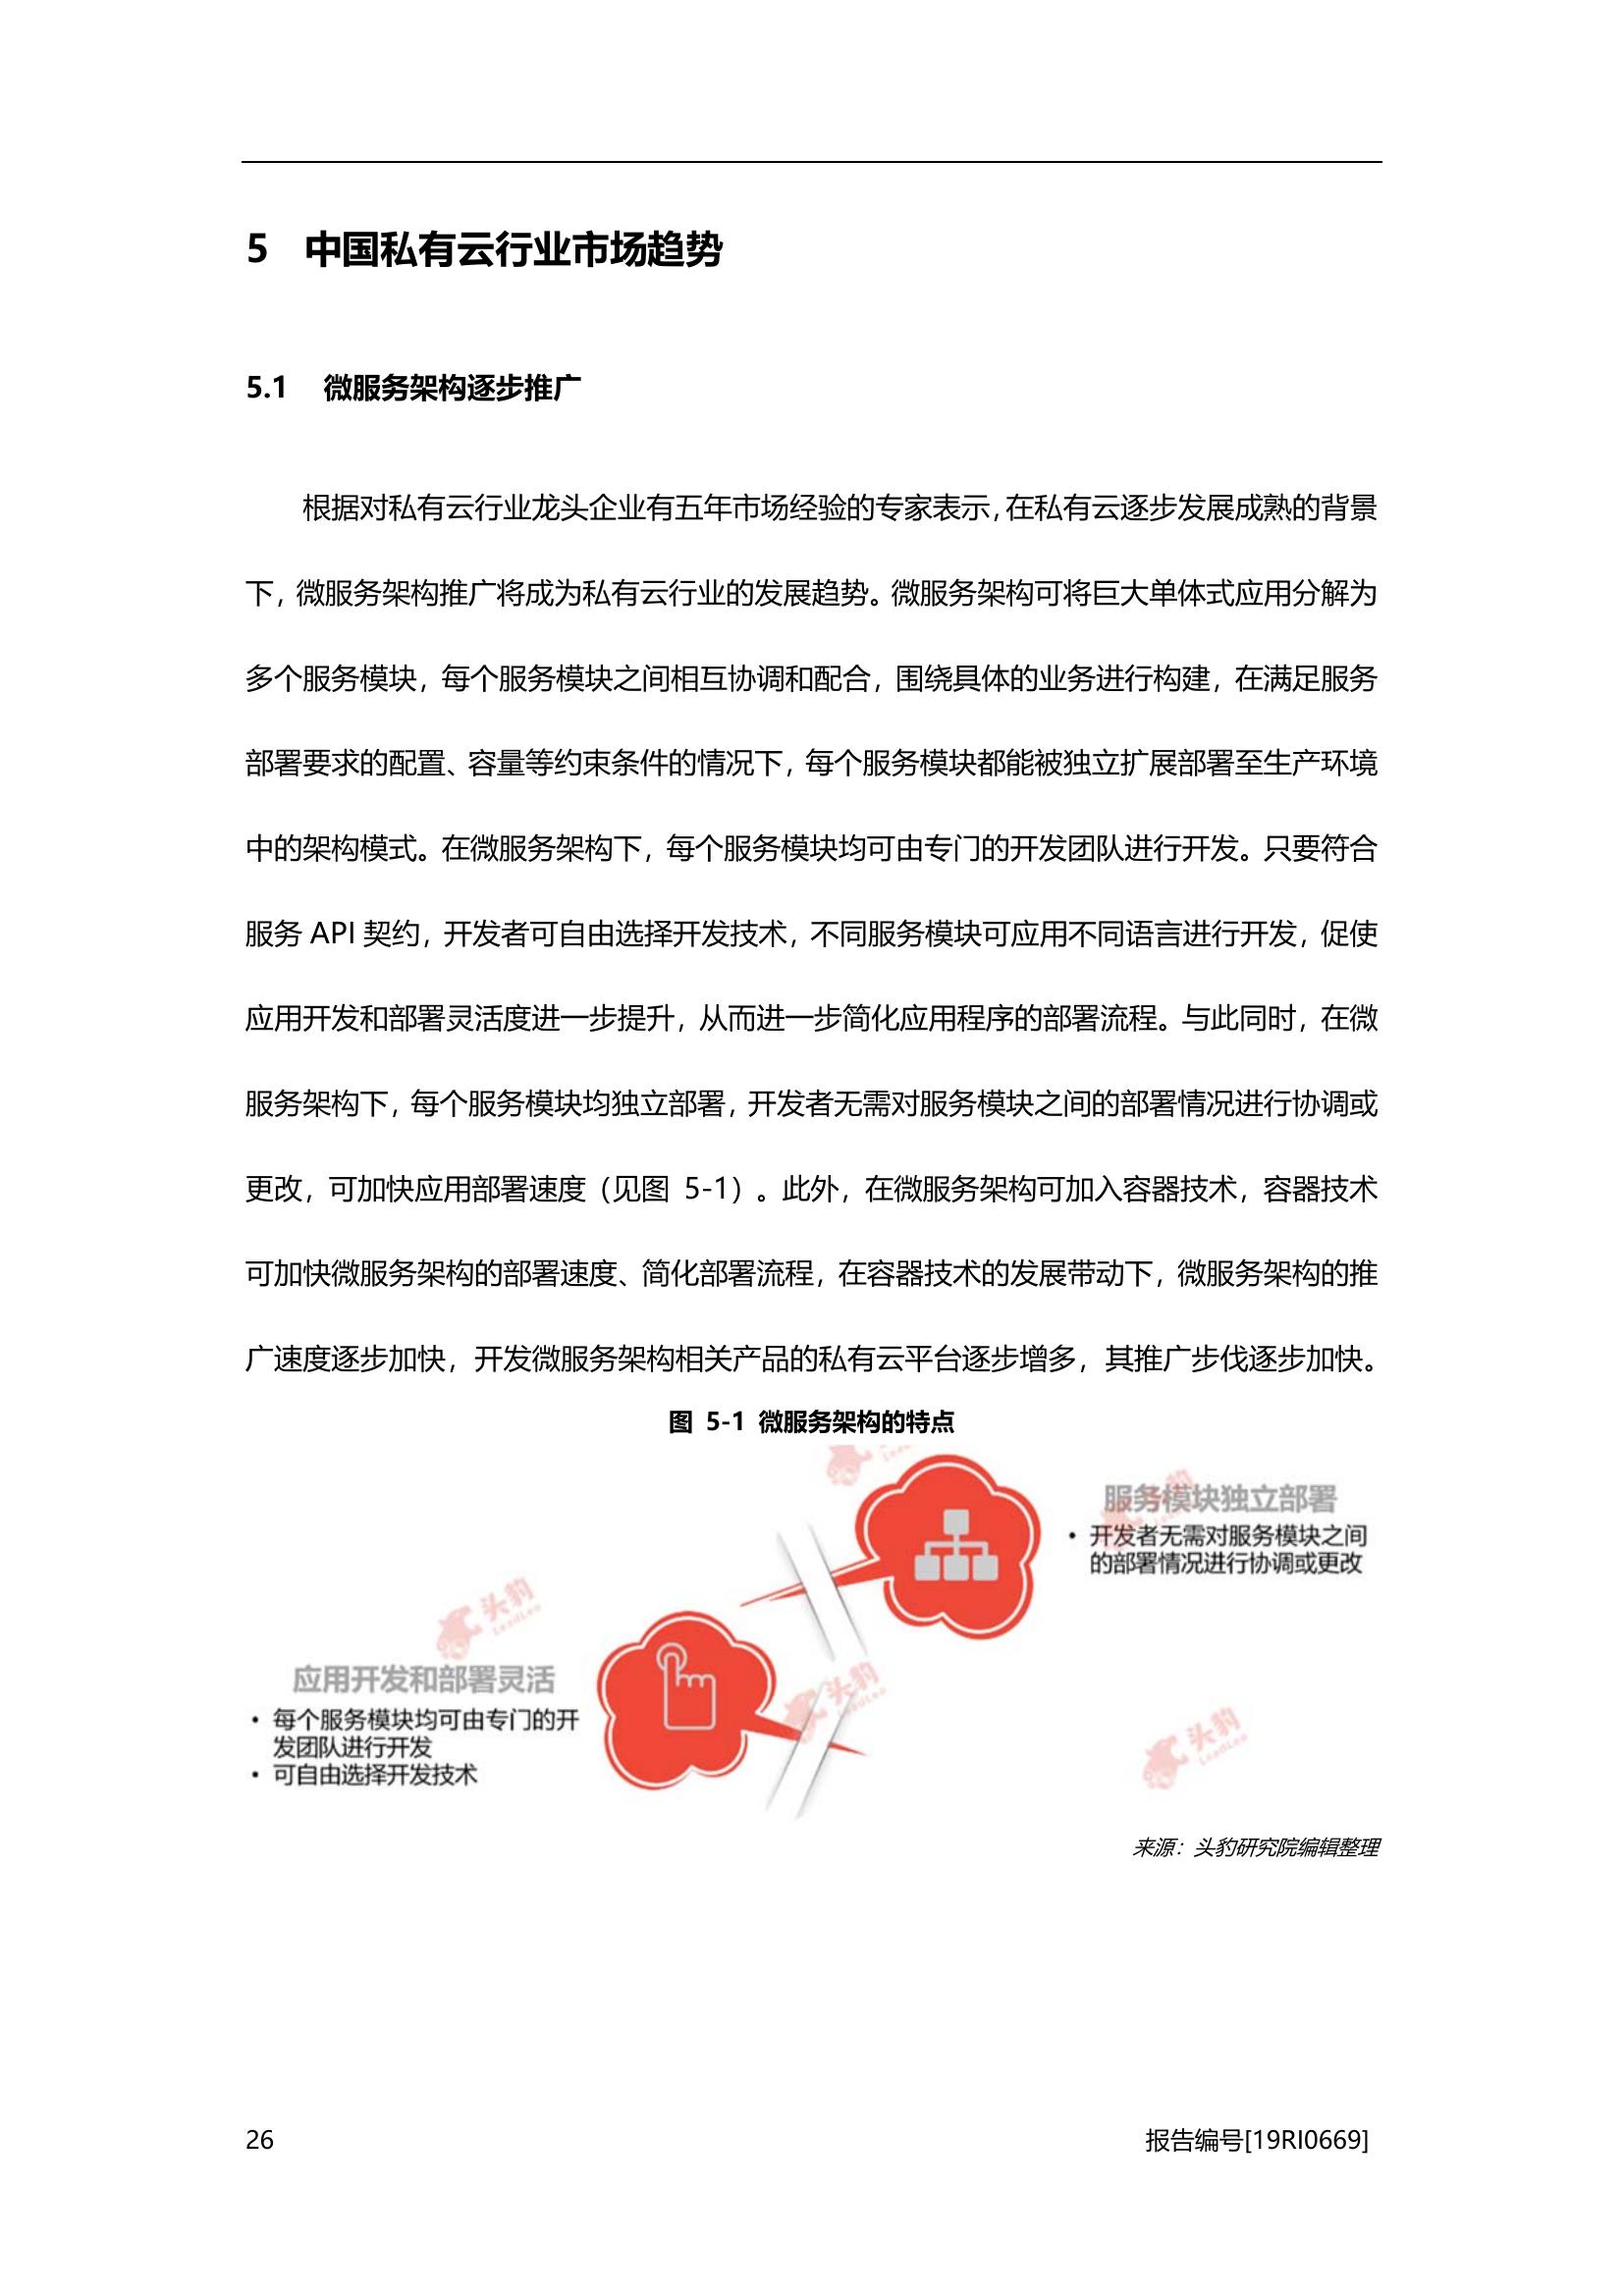 5 中国私有云行业市场趋势
5.1 微服务架构逐步推广
根据对私有云行业龙头企业有五年市场经验的专家表示，在私有云逐步发展成熟的背景
下，微服务架构推广将成为私有云行业的发展趋势。微服务架构可将巨大单体式应用分解为
多个服务模块，每个服务模块之间相互协调和配合，围绕具体的业务进行构建，在满足服务
部署要求的配置、容量等约束条件的情况下，每个服务模块都能被独立扩展部署至生产环境
中的架构模式。在微服务架构下，每个服务模块均可由专门的开发团队进行开发。只要符合
服务 API 契约，开发者可自由选择开发技术，不同服务模块可应用不同语言进行开发，促使
应用开发和部署灵活度进一步提升，从而进一步简化应用程序的部署流程。与此同时，在微
服务架构下，每个服务模块均独立部署，开发者无需对服务模块之间的部署情况进行协调或
更改，可加快应用部署速度（见图 5-1）。此外，在微服务架构可加入容器技术，容器技术
可加快微服务架构的部署速度、简化部署流程，在容器技术的发展带动下，微服务架构的推
广速度逐步加快，开发微服务架构相关产品的私有云平台逐步增多，其推广步伐逐步加快。
图 5-1 微服务架构的特点
服务模块独立部署
• 开发者无需对服务模块之间
的部署情况进行协调或更改
头豹
LeadLeo
应用开发和部署灵活
• 每个服务模块均可由专门的开
发团队进行开发
• 可自由选择开发技术
头豹
LeadLeo
头豹
LeadLeo
来源：头豹研究院编辑整理
26
报告编号[19RI0669]